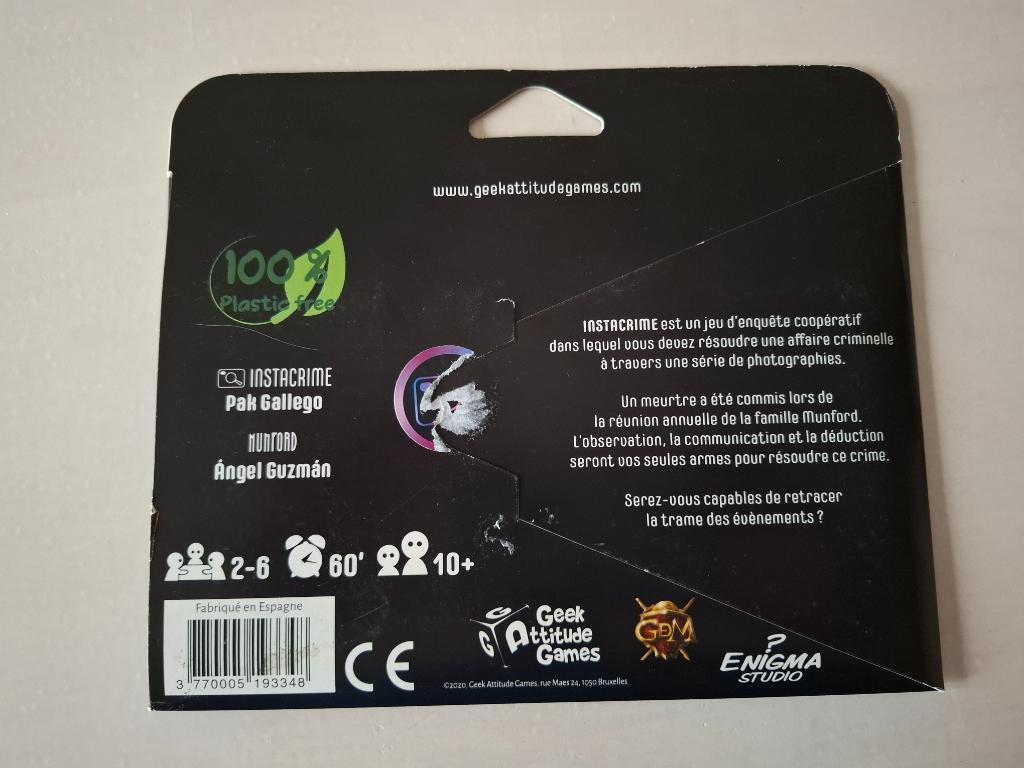 www.geekattitudegames.com
100 %
Plastic free
INSTACRIME
Pak Gallego
MUNFORD
Ángel Guzmán
INSTACRIME est un jeu d'enquête coopératif
dans lequel vous devez résoudre une affaire criminelle
à travers une série de photographies.
Un meurtre a été commis lors de
la réunion annuelle de la famille Munford.
L'observation, la communication et la déduction
seront vos seules armes pour résoudre ce crime.
Serez-vous capables de retracer
la trame des évènements ?
2-6
60'
10+
Fabriqué en Espagne
3 770005 193348
CE
G G A
Geek
Attitude
Games
GDM
?
ENIGMA
STUDIO
©2020, Geek Attitude Games, rue Maes 24, 1050 Bruxelles